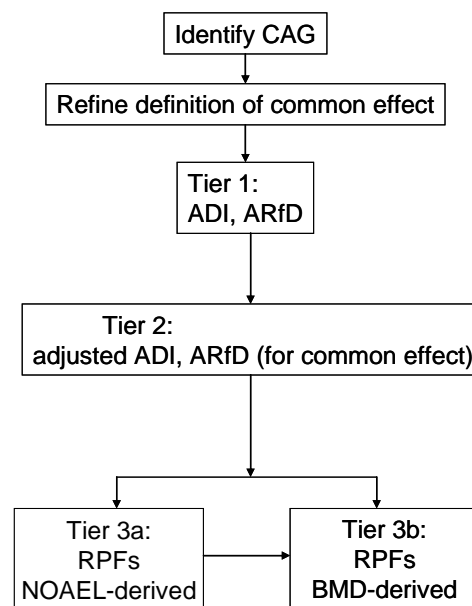 Identify CAG
Refine definition of common effect
Tier 1:
ADI, ARfD
Tier 2:
adjusted ADI, ARfD (for common effect)
Tier 3a:
RPFs
NOAEL-derived
Tier 3b:
RPFs
BMD-derived